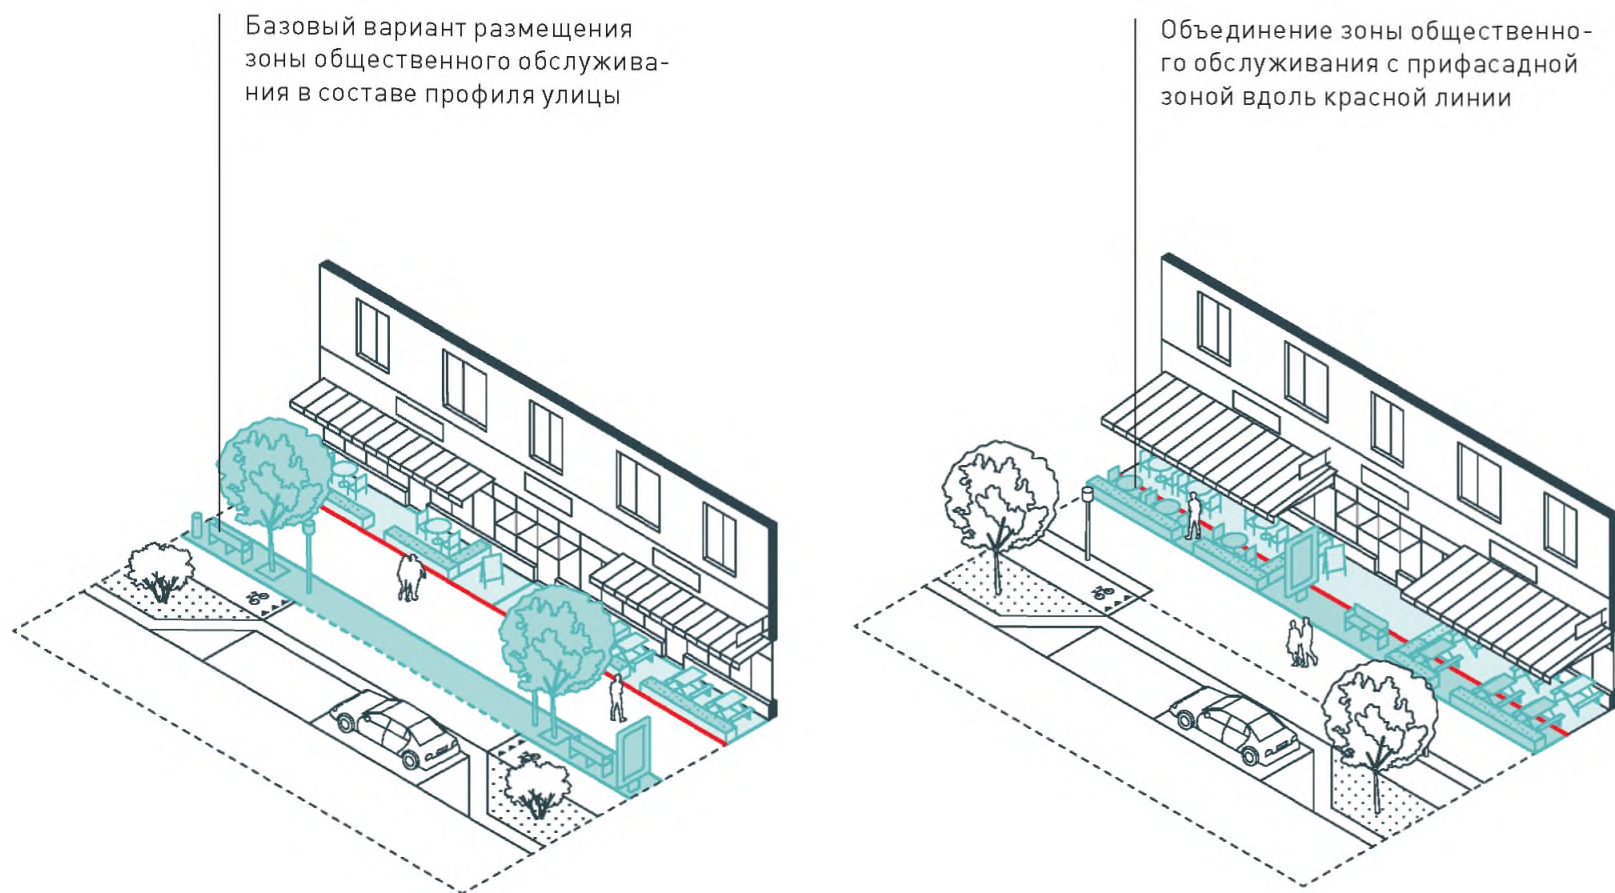 Базовый вариант размещения
зоны общественного обслужива-
ния в составе профиля улицы
Объединение зоны общественно-
го обслуживания с прифасадной
зоной вдоль красной линии